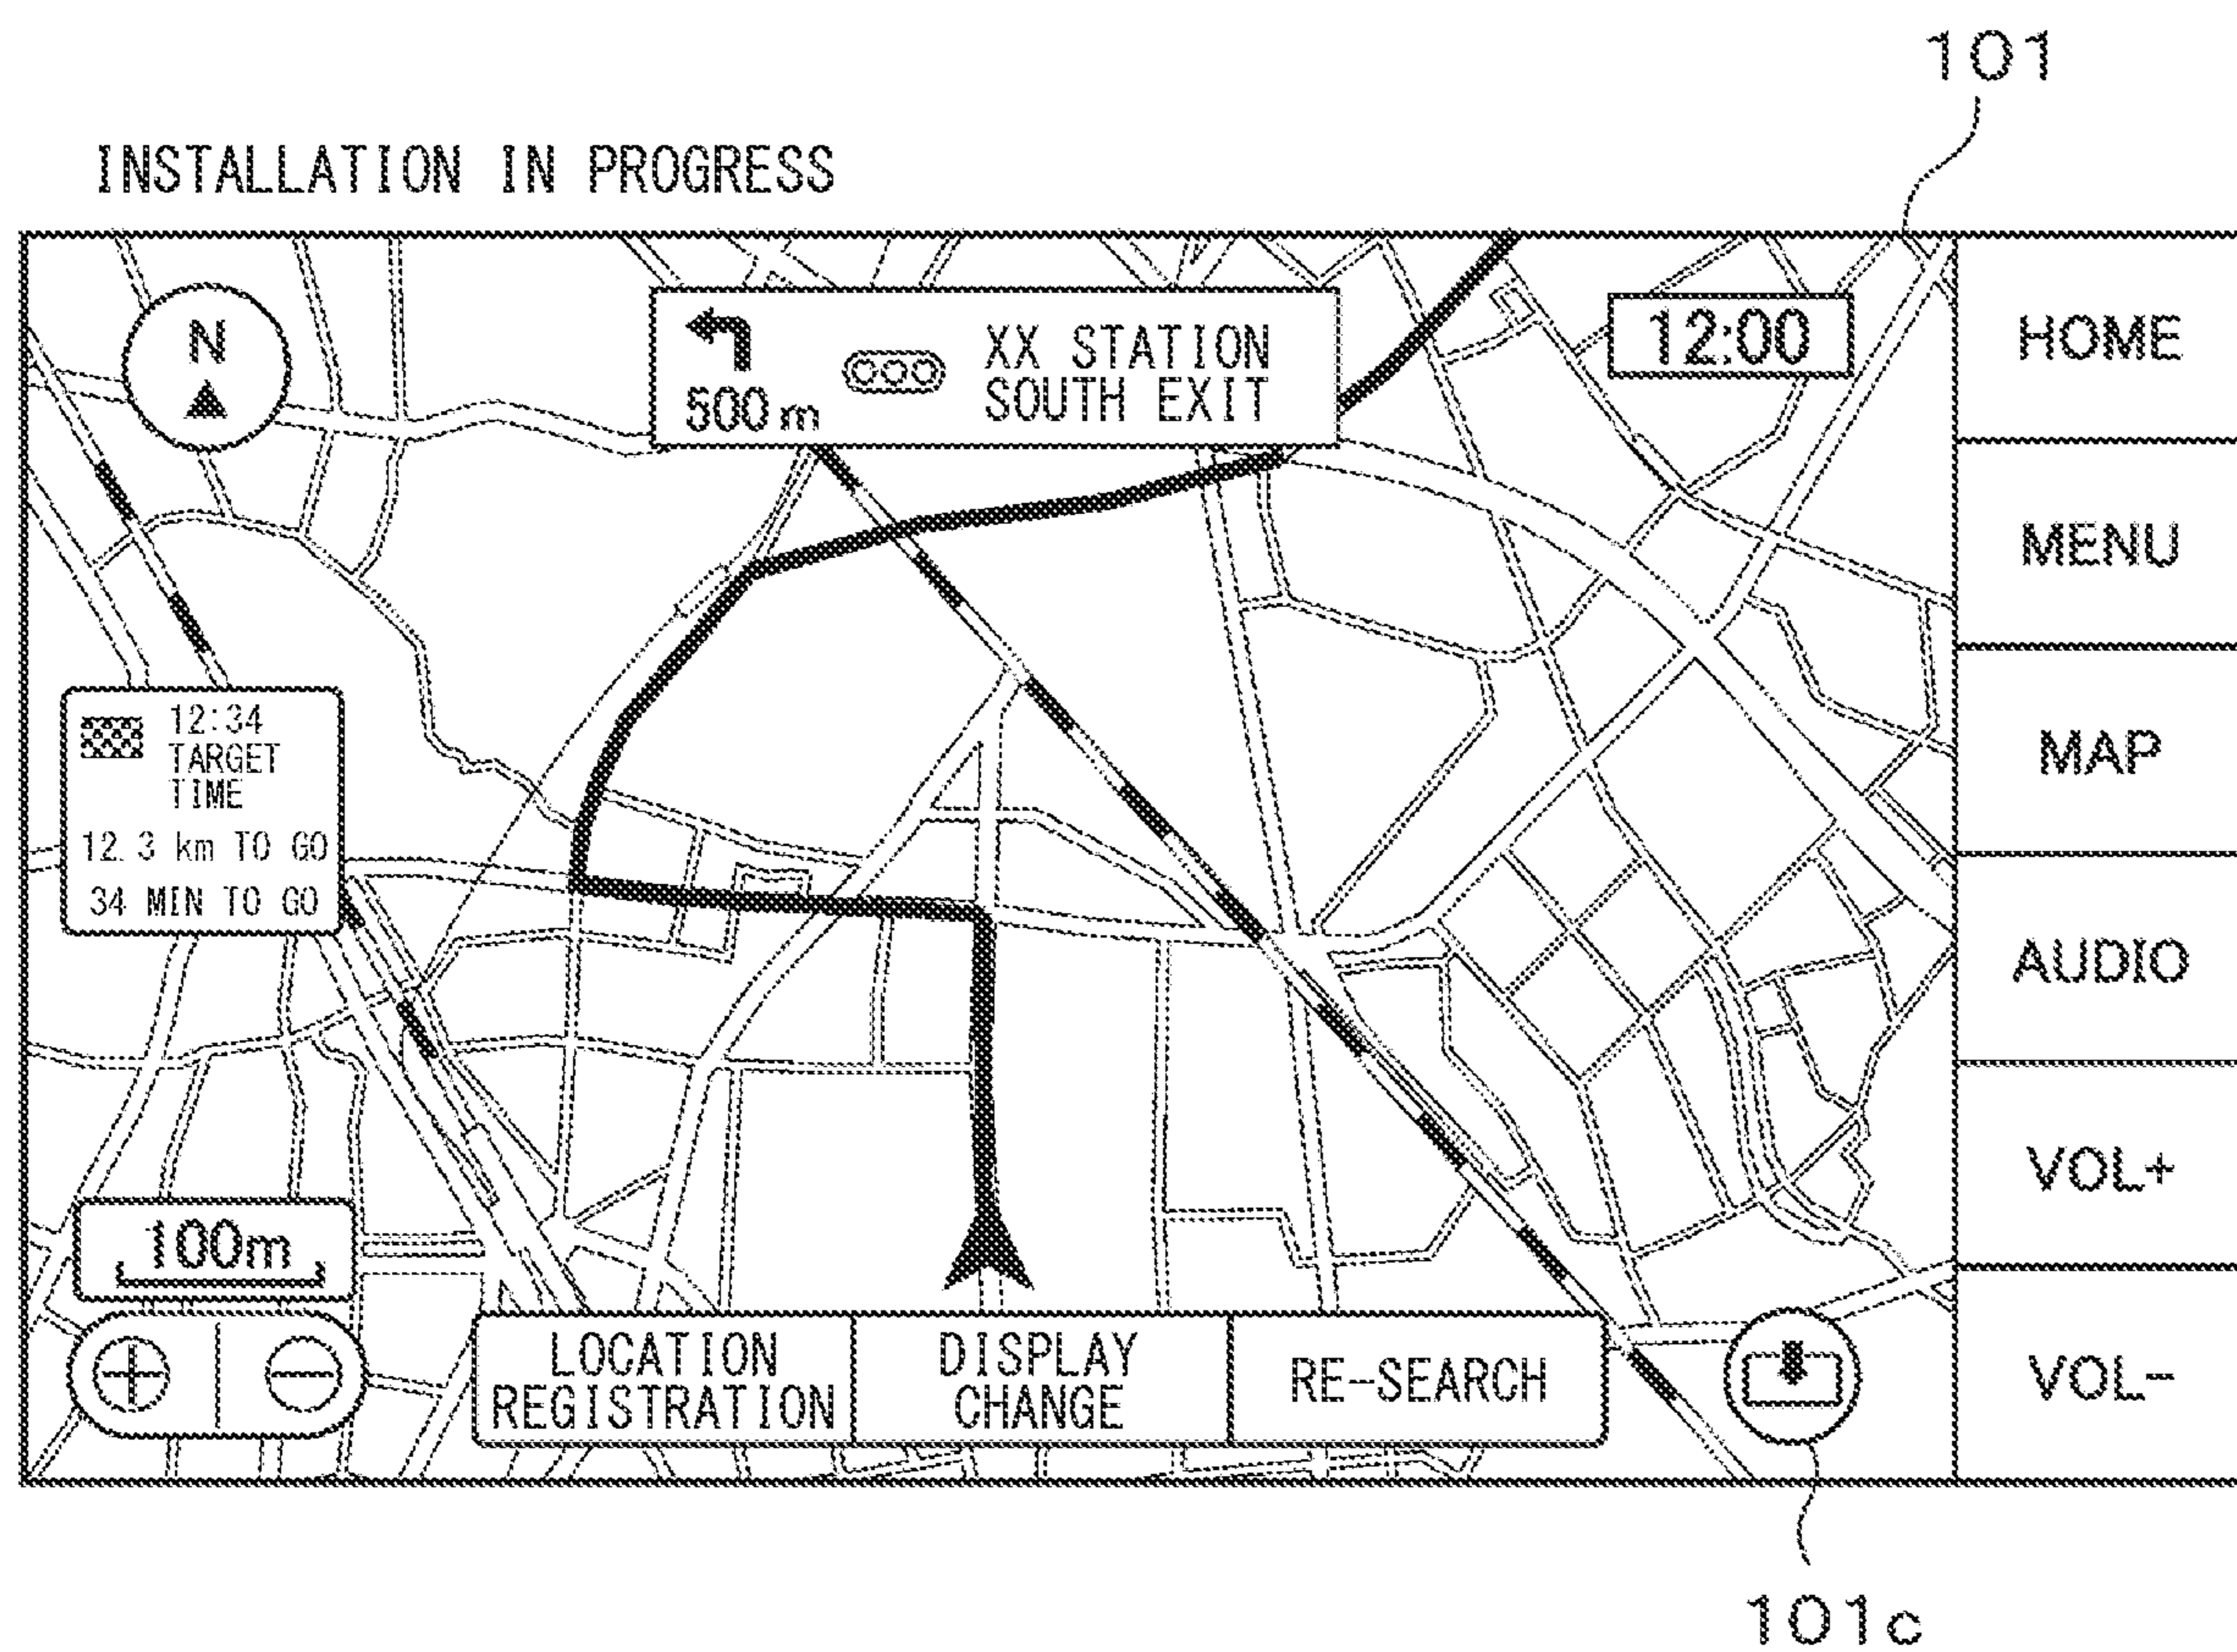 101
INSTALLATION IN PROGRESS
N
500 m
XX STATION
SOUTH EXIT
12:00
HOME
MENU
MAP
AUDIO
VOL+
VOL-
12:34
TARGET
TIME
12.3 km TO GO
34 MIN TO GO
100m
LOCATION
REGISTRATION
DISPLAY
CHANGE
RE-SEARCH
101c